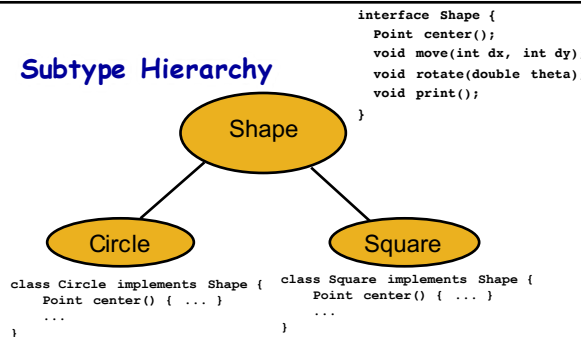 interface Shape {
Point center();
void move(int dx, int dy)
void rotate(double theta)
void print();
}
Subtype Hierarchy
Shape
Circle
Square
class Circle implements Shape {
Point center() { ... }
...
}
class Square implements Shape {
Point center() { ... }
...
}